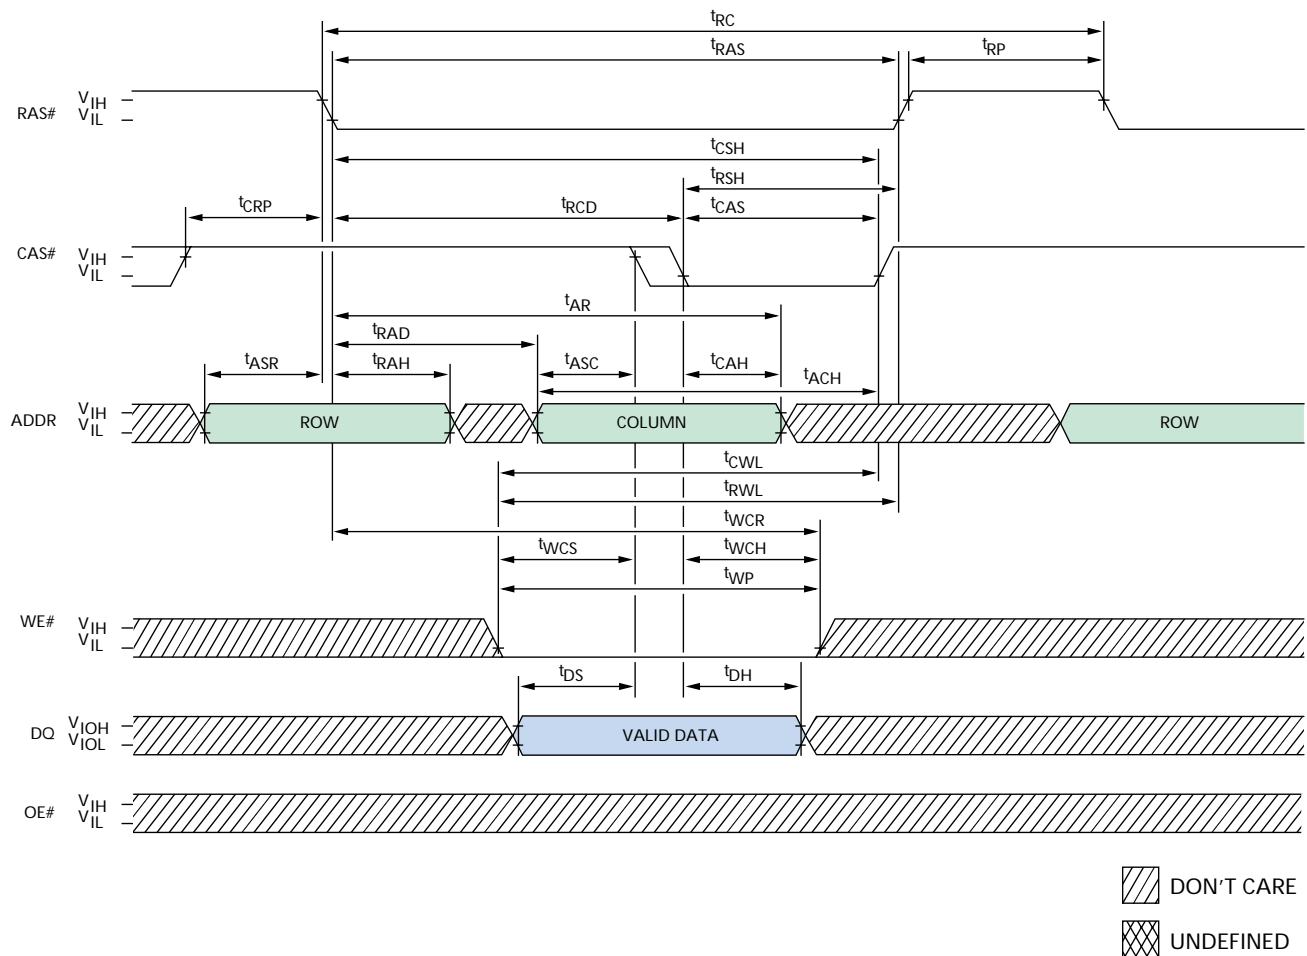 tRC
tRAS
tRP
RAS#
VIH
VIL
tCSH
tRSH
tCRP
tRCD
tCAS
CAS#
VIH
VIL
tAR
tRAD
tASR
tRAH
tASC
tCAH
tACH
ADDR
VIH
VIL
ROW
COLUMN
ROW
tCWL
tRWL
tWCR
tWCS
tWCH
tWP
WE#
VIH
VIL
tDS
tDH
DQ
VIOH
VIOL
VALID DATA
OE#
VIH
VIL
DON'T CARE
UNDEFINED